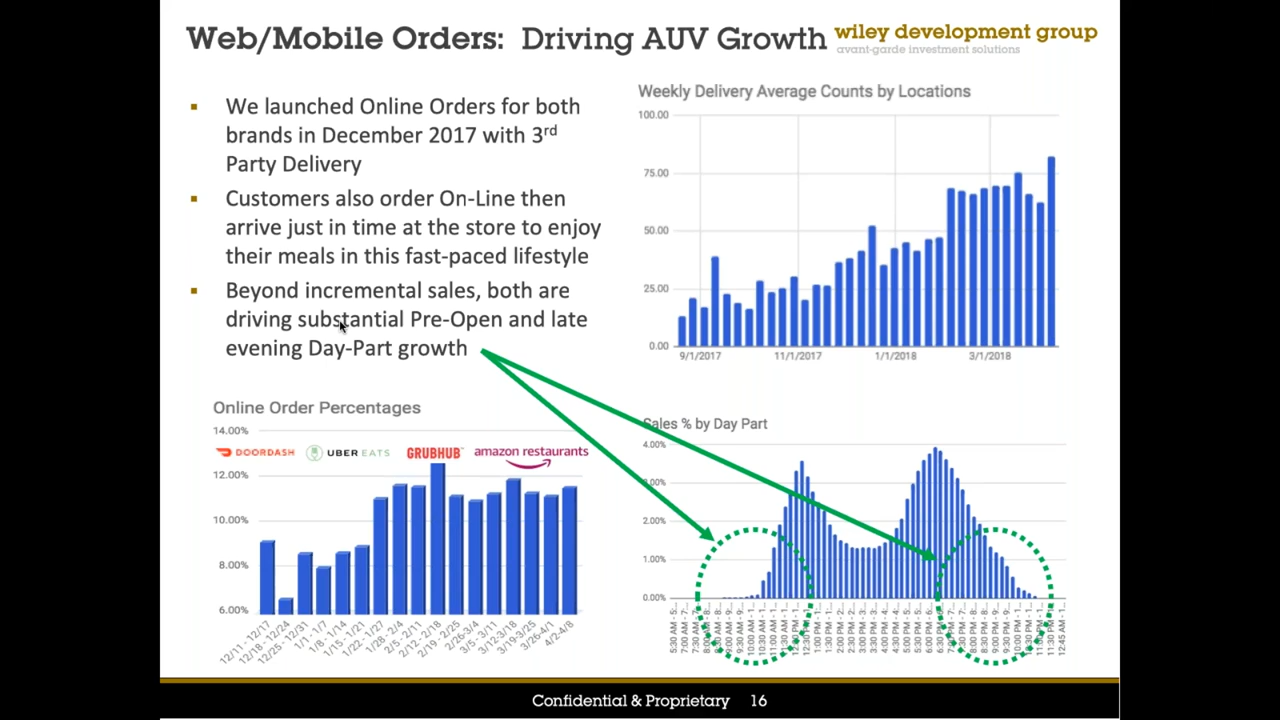 Web/Mobile Orders: Driving AUV Growth
wiley development group
avant-garde investment solutions
▪ We launched Online Orders for both
brands in December 2017 with 3rd
Party Delivery
▪ Customers also order On-Line then
arrive just in time at the store to enjoy
their meals in this fast-paced lifestyle
▪ Beyond incremental sales, both are
driving substantial Pre-Open and late
evening Day-Part growth
Weekly Delivery Average Counts by Locations
100.00
75.00
50.00
25.00
0.00
9/1/2017 11/1/2017 1/1/2018 3/1/2018
Online Order Percentages
14.00%
DOORDASH UBER EATS GRUBHUB amazon restaurants
12.00%
10.00%
8.00%
6.00%
12/11-12/17 12/18-12/24 12/25-12/31 1/1-1/7 1/8-1/14 1/15-1/21 1/22-1/27 1/28-2/4 2/5-2/11 2/12-2/18 2/19-2/25 2/26-3/4 3/5-3/11 3/12-3/18 3/19-3/25 3/26-4/1 4/2-4/8
Sales % by Day Part
4.00%
3.00%
2.00%
1.00%
0.00%
Confidential & Proprietary 16